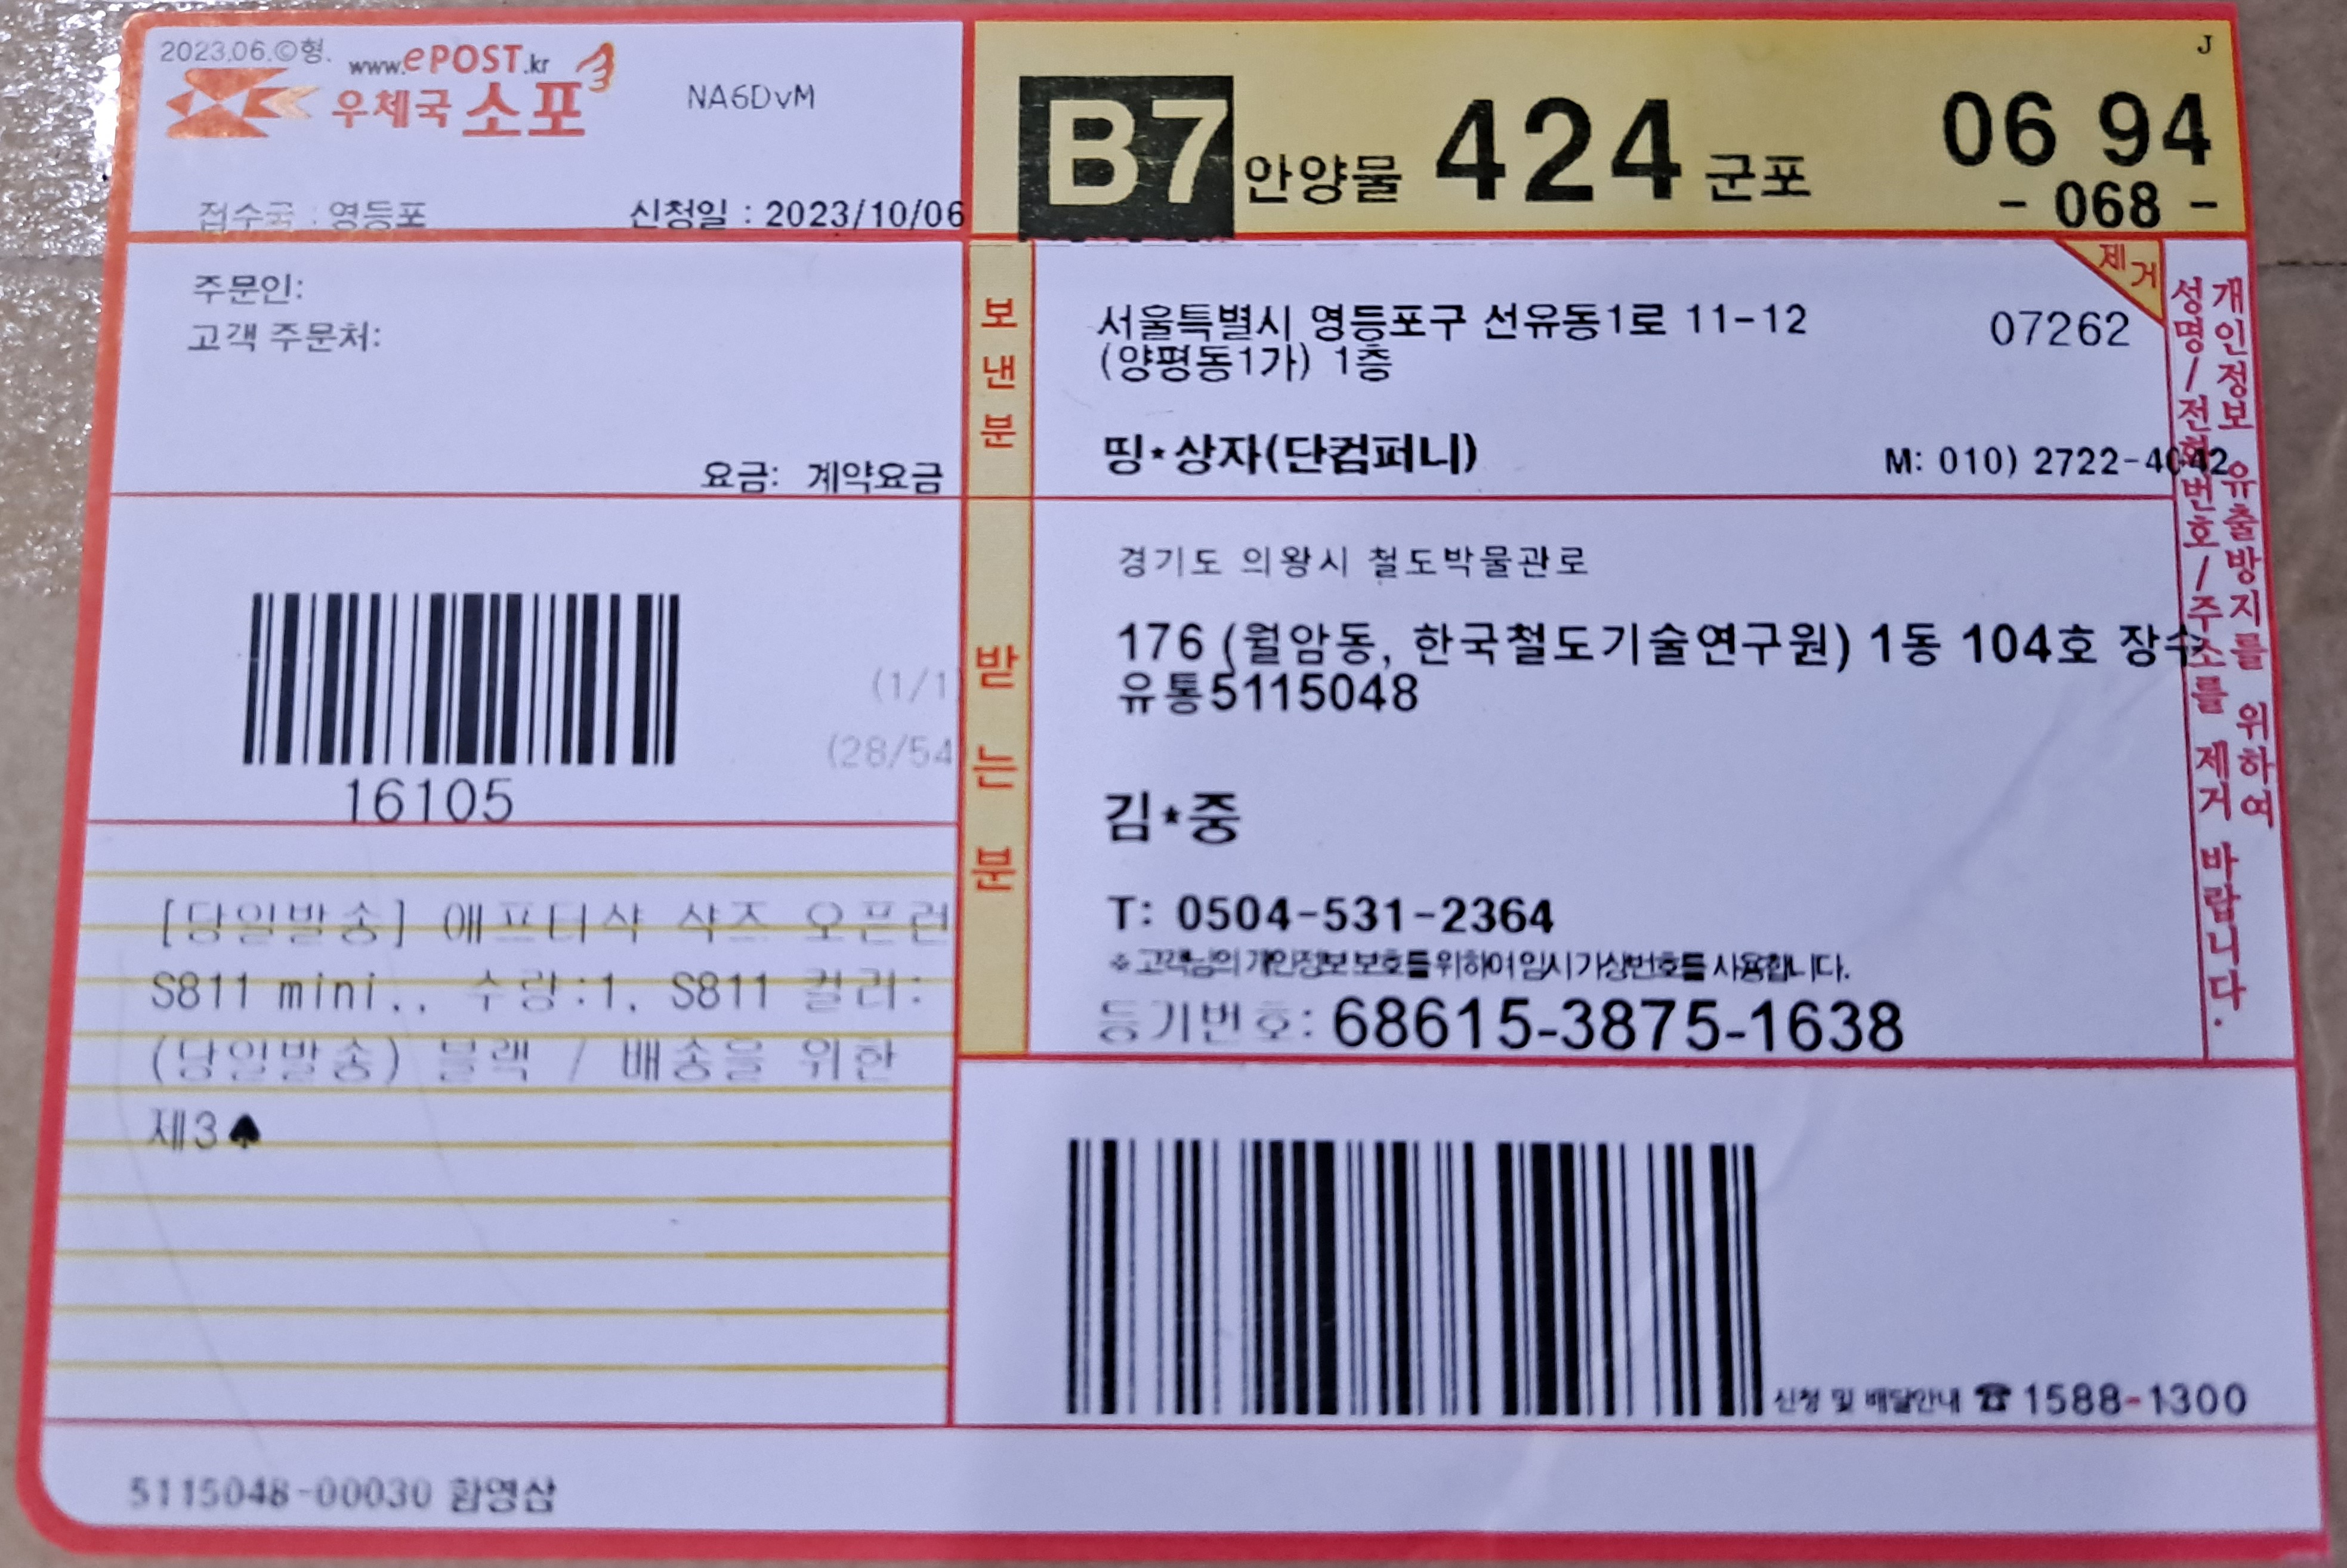 2023.06.©형.
www.ePOST.kr
우체국 소포
NA6DvM
접수국 : 영등포
신청일 : 2023/10/06
J
B7 안양물 424 군포
06 94
- 068 -
주문인:
고객 주문처:
요금: 계약요금
보낸분
제거
서울특별시 영등포구 선유동1로 11-12
07262
(양평동1가) 1층
띵*상자(단컴퍼니)
M: 010) 2722-4042
개인정보 유출방지를 위하여
성명/전화번호/주소를 제거 바랍니다.
16105
(1/1)
(28/54
받는분
경기도 의왕시 철도박물관로
176 (월암동, 한국철도기술연구원) 1동 104호 장수
유통5115048
김*중
T: 0504-531-2364
※고객님의 개인정보보호를 위하여 임시 가상번호를 사용합니다.
등기번호: 68615-3875-1638
[당일발송] 애프터샥 샥즈 오픈런
S811 mini., 수량:1, S811 컬러:
(당일발송) 블랙 / 배송을 위한
제3♠
신청 및 배달안내 ☎ 1588-1300
5115048-00030 함영삼